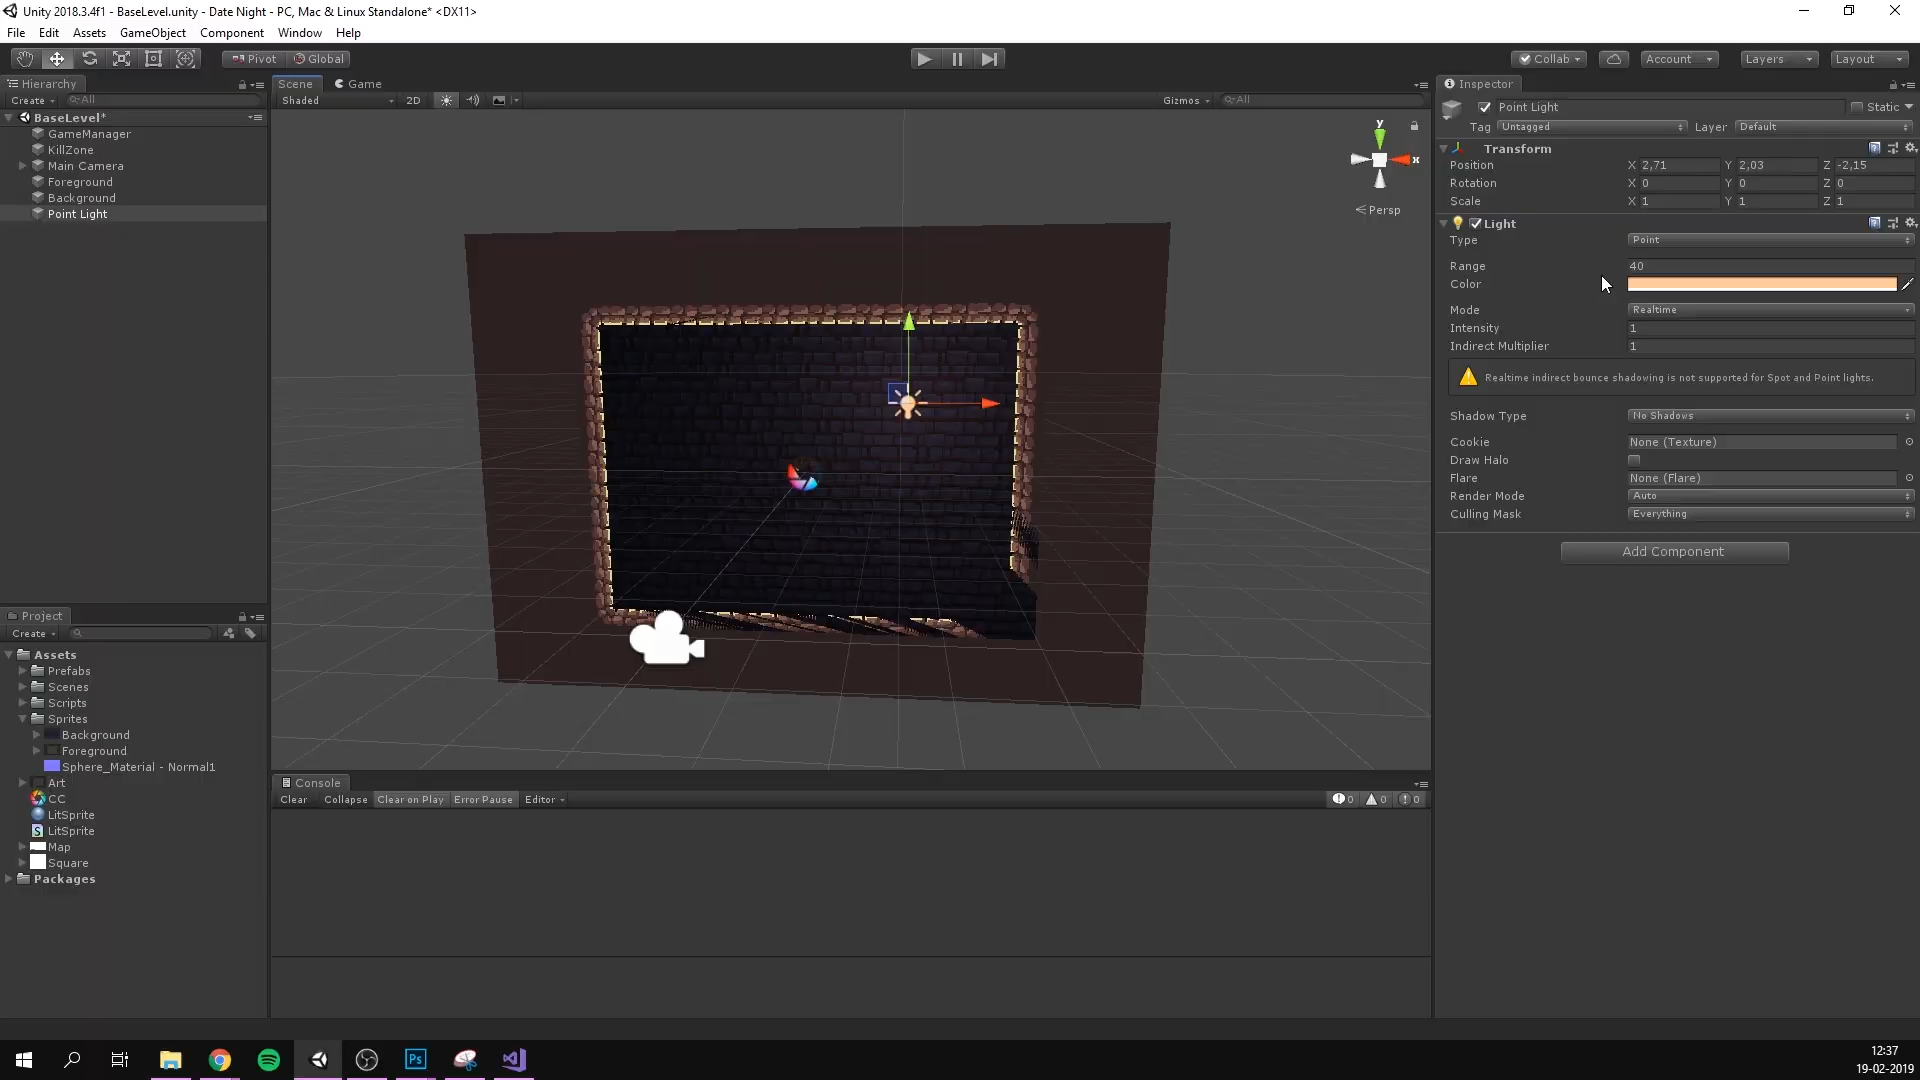 Unity 2018.3.4f1 - BaseLevel.unity - Date Night - PC, Mac & Linux Standalone* <DX11>
File Edit Assets GameObject Component Window Help
Pivot Global Collab Account Layers Layout
Hierarchy
Create All
BaseLevel*
GameManager
KillZone
Main Camera
Foreground
Background
Point Light
Scene Game
Shaded 2D Gizmos All
y
x
Persp
Inspector
Point Light Static
Tag Untagged Layer Default
Transform
Position X 2,71 Y 2,03 Z -2,15
Rotation X 0 Y 0 Z 0
Scale X 1 Y 1 Z 1
Light
Type Point
Range 40
Color
Mode Realtime
Intensity 1
Indirect Multiplier 1
Realtime indirect bounce shadowing is not supported for Spot and Point lights.
Shadow Type No Shadows
Cookie None (Texture)
Draw Halo
Flare None (Flare)
Render Mode Auto
Culling Mask Everything
Add Component
Project
Create
Assets
Prefabs
Scenes
Scripts
Sprites
Background
Foreground
Sphere_Material - Normal1
Art
CC
LitSprite
LitSprite
Map
Square
Packages
Console
Clear Collapse Clear on Play Error Pause Editor 0 0 0
Ps
12:37
19-02-2019